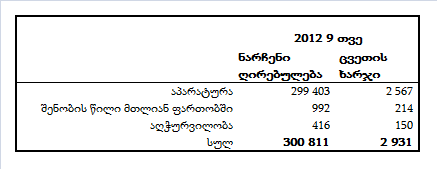 2012 9 თვე
ნარჩენი ღირებულება ცვეთის ხარჯი
აპარატურა 299 403 2 567
შენობის წილი მთლიან ფართობში 992 214
აღჭურვილობა 416 150
სულ 300 811 2 931